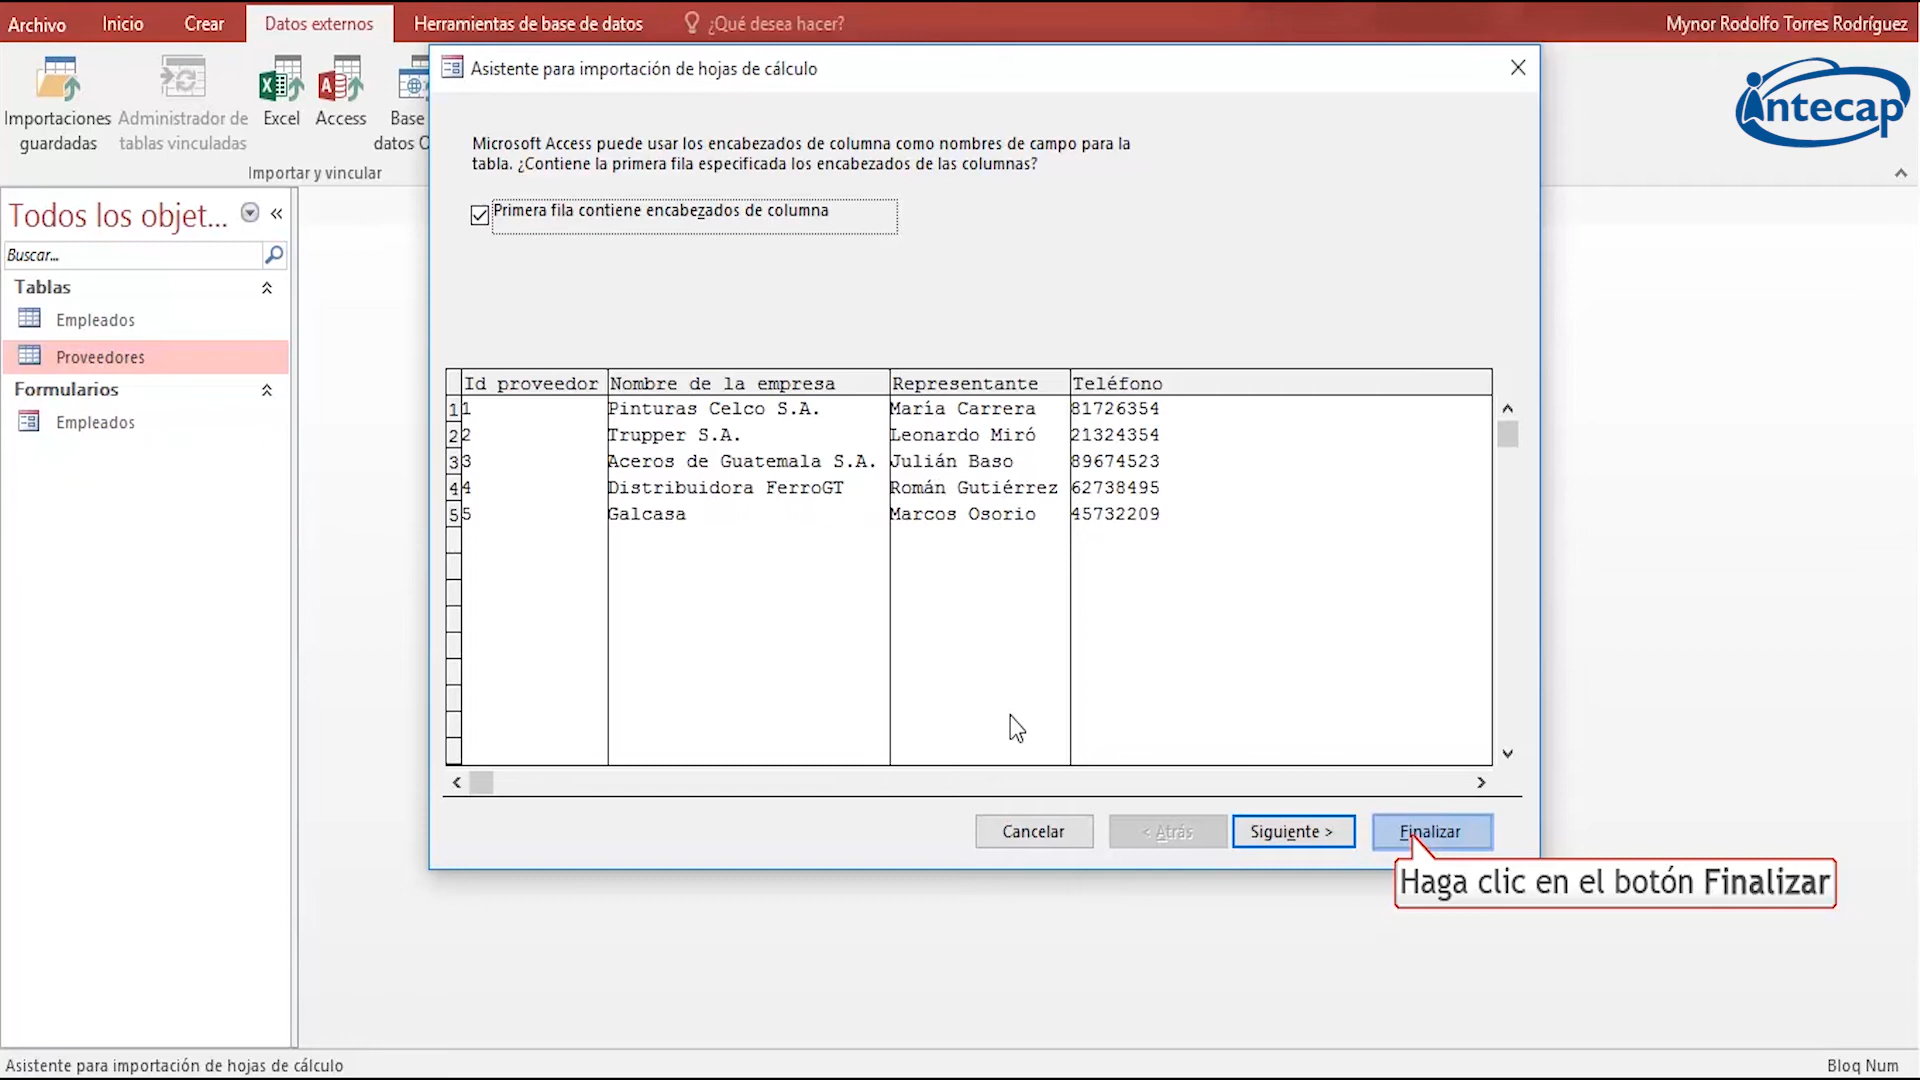 Archivo Inicio Crear Datos externos Herramientas de base de datos ¿Qué desea hacer? Mynor Rodolfo Torres Rodríguez
Importaciones guardadas
Administrador de tablas vinculadas
Excel
Access
Base
datos O
Importar y vincular
intecap
Todos los objet... «
Buscar...
Tablas
Empleados
Proveedores
Formularios
Empleados
Asistente para importación de hojas de cálculo
Microsoft Access puede usar los encabezados de columna como nombres de campo para la
tabla. ¿Contiene la primera fila especificada los encabezados de las columnas?
Primera fila contiene encabezados de columna
Id proveedor Nombre de la empresa Representante Teléfono
1 1 Pinturas Celco S.A. María Carrera 81726354
2 2 Trupper S.A. Leonardo Miró 21324354
3 3 Aceros de Guatemala S.A. Julián Baso 89674523
4 4 Distribuidora FerroGT Román Gutiérrez 62738495
5 5 Galcasa Marcos Osorio 45732209
Cancelar < Atrás Siguiente > Finalizar
Haga clic en el botón Finalizar
Asistente para importación de hojas de cálculo Bloq Num